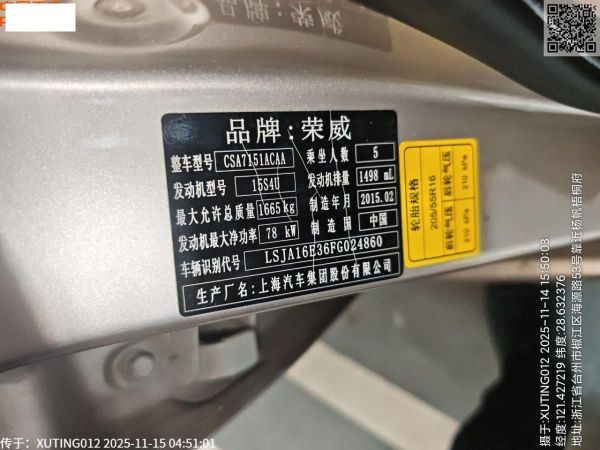 品牌:荣威
整车型号 CSA7151ACAA 乘坐人数 5
发动机型号 15S4U 发动机排量 1498 mL
最大允许总质量 1665 kg 制造年月 2015.02
发动机最大净功率 78 kW 制造国 中国
车辆识别代号 LSJA16E36FG024860
生产厂名:上海汽车集团股份有限公司
轮胎规格 205/55R16
前轮气压 后轮气压
210 kPa 210 kPa
摄于:XUTING012 2025-11-14 15:50:03
经度:121.427219 纬度:28.632376
地址:浙江省台州市椒江区海源路53号靠近扬帆梧桐府
传于: XUTING012 2025-11-15 04:51:01